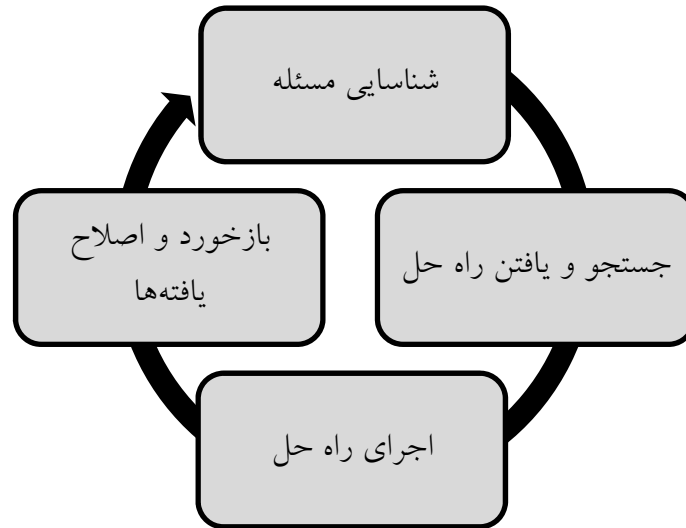 شناسایی مسئله
جستجو و یافتن راه حل
اجرای راه حل
بازخورد و اصلاح
یافته‌ها